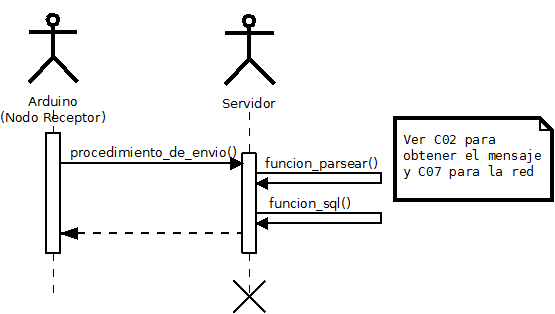 Arduino
(Nodo Receptor)
Servidor
procedimiento_de_envio()
funcion_parsear()
funcion_sql()
Ver C02 para
obtener el mensaje
y C07 para la red